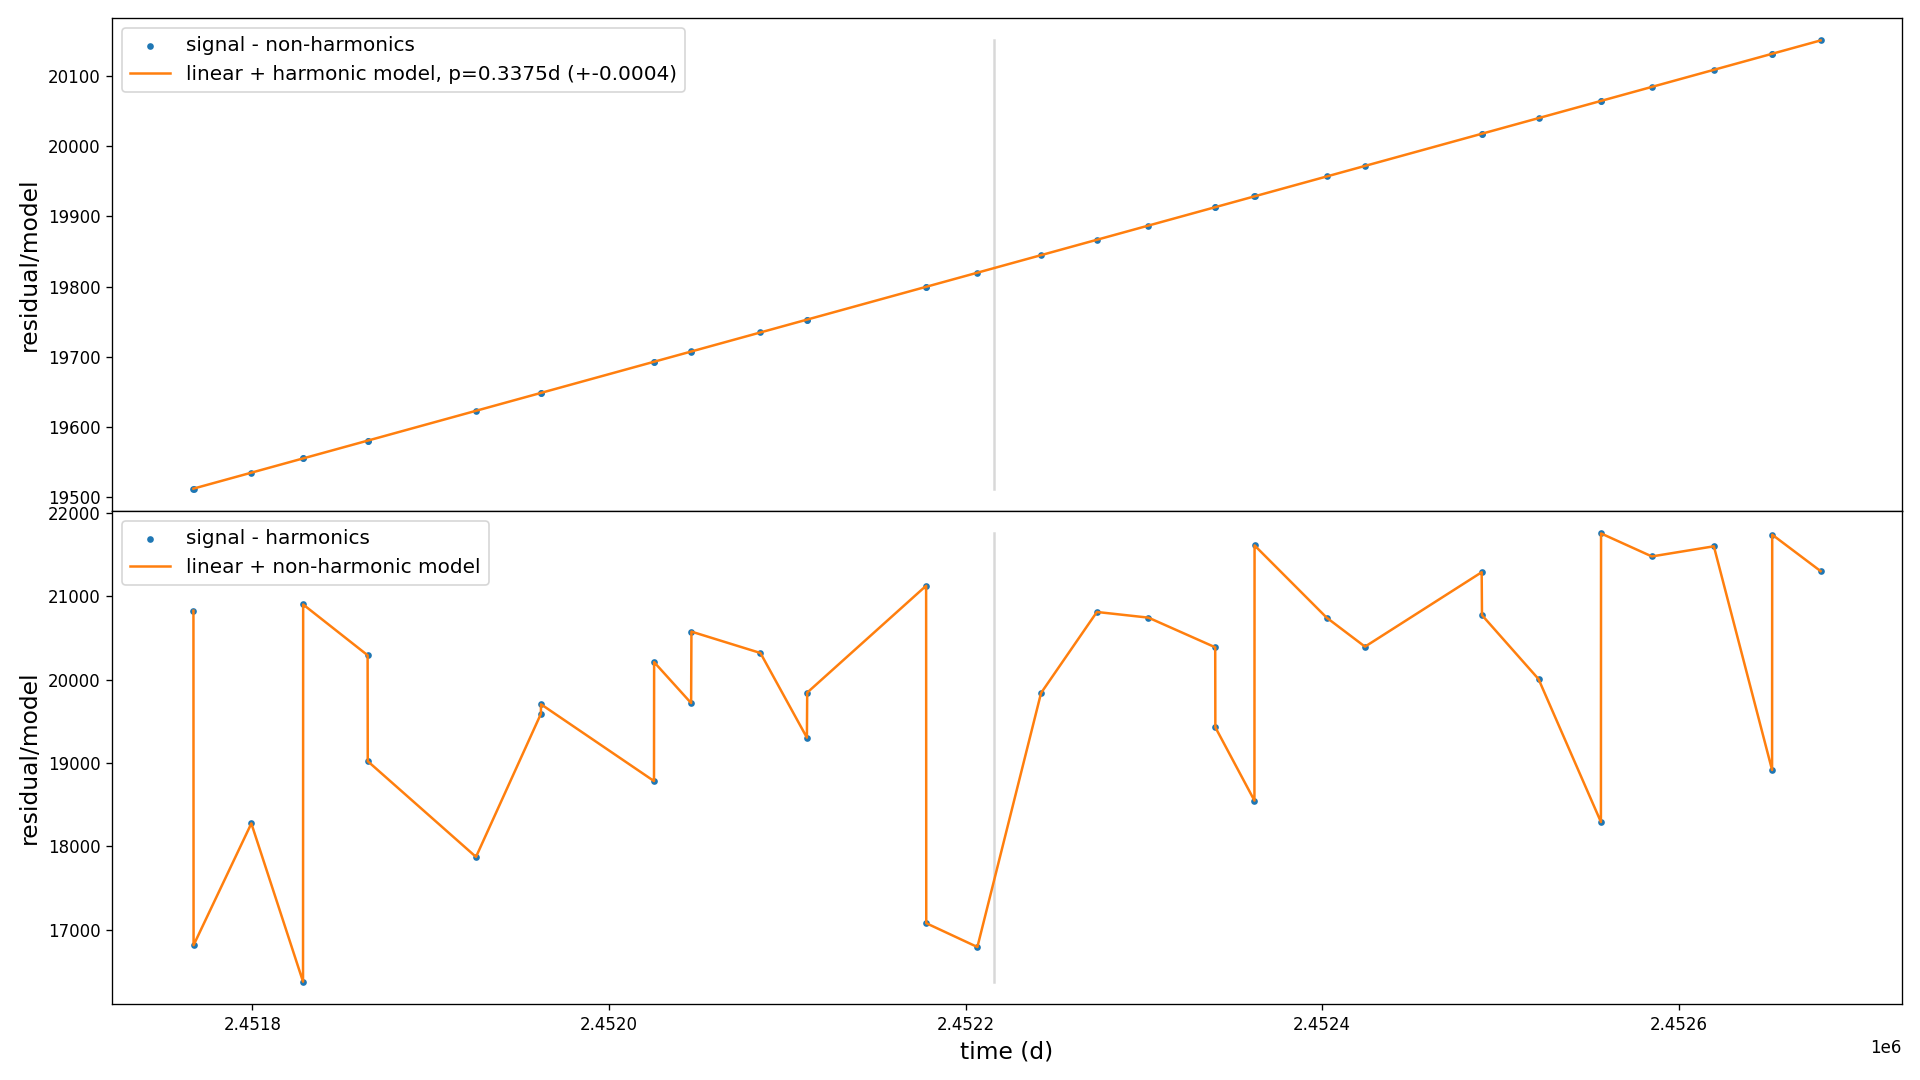 signal - non-harmonics
linear + harmonic model, p=0.3375d (+-0.0004)
20100
20000
19900
19800
19700
19600
19500
residual/model
signal - harmonics
linear + non-harmonic model
22000
21000
20000
19000
18000
17000
residual/model
2.4518
2.4520
2.4522
2.4524
2.4526
time (d)
1e6